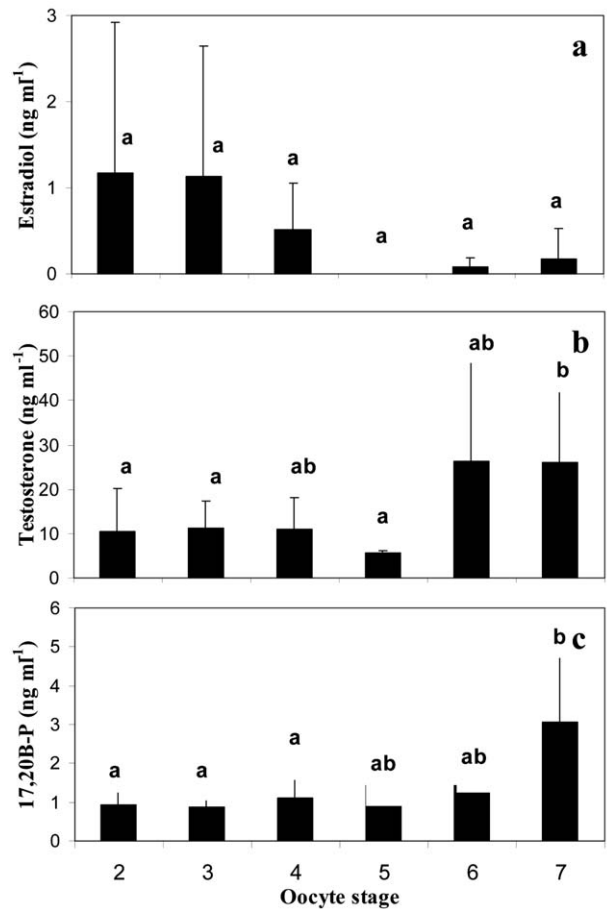 3
2
1
0
Estradiol (ng ml⁻¹)
a
a a a a a a
60
50
40
30
20
10
0
Testosterone (ng ml⁻¹)
b
a a ab a ab b
6
5
4
3
2
1
0
17,20B-P (ng ml⁻¹)
c
a a a ab ab b
2 3 4 5 6 7
Oocyte stage